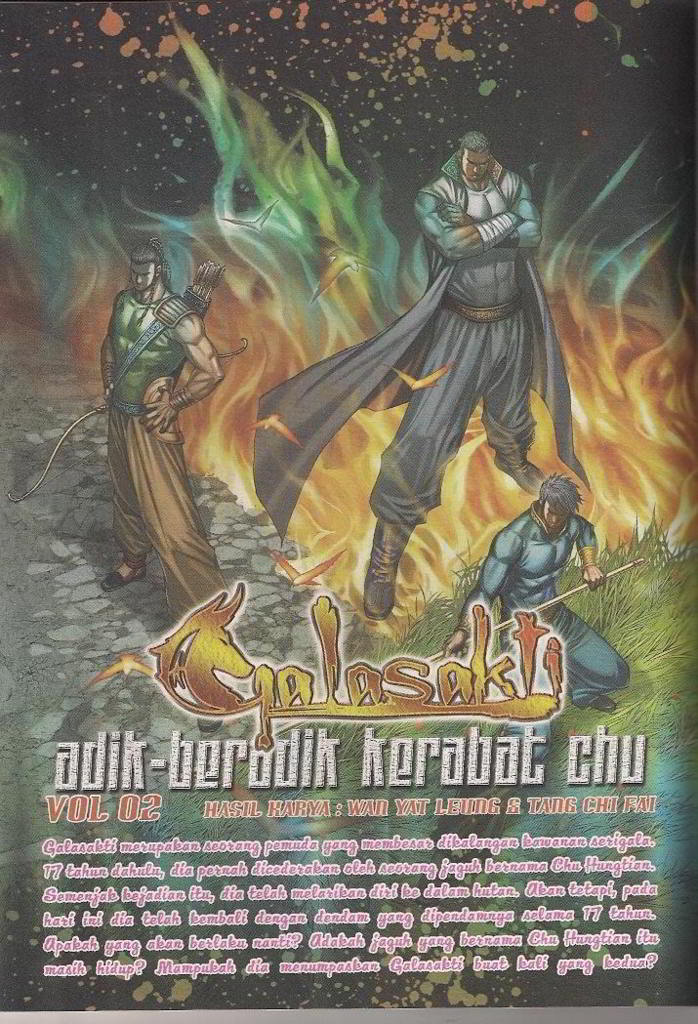 Galasakti
adik-beradik kerabat chu
VOL 02 HASIL KARYA : WAN YAT LEUNG & TANG CHI FAI
Galasakti merupakan seorang pemuda yang membesar dikalangan kawanan serigala.
17 tahun dahulu, dia pernah dicederakan oleh seorang jaguh bernama Chu Hungtian.
Semenjak kejadian itu, dia telah melarikan diri ke dalam hutan. Akan tetapi, pada
hari ini dia telah kembali dengan dendam yang dipendamnya selama 17 tahun.
Apakah yang akan berlaku nanti? Adakah jaguh yang bernama Chu Hungtian itu
masih hidup? Mampukah dia menumpaskan Galasakti buat kali yang kedua?